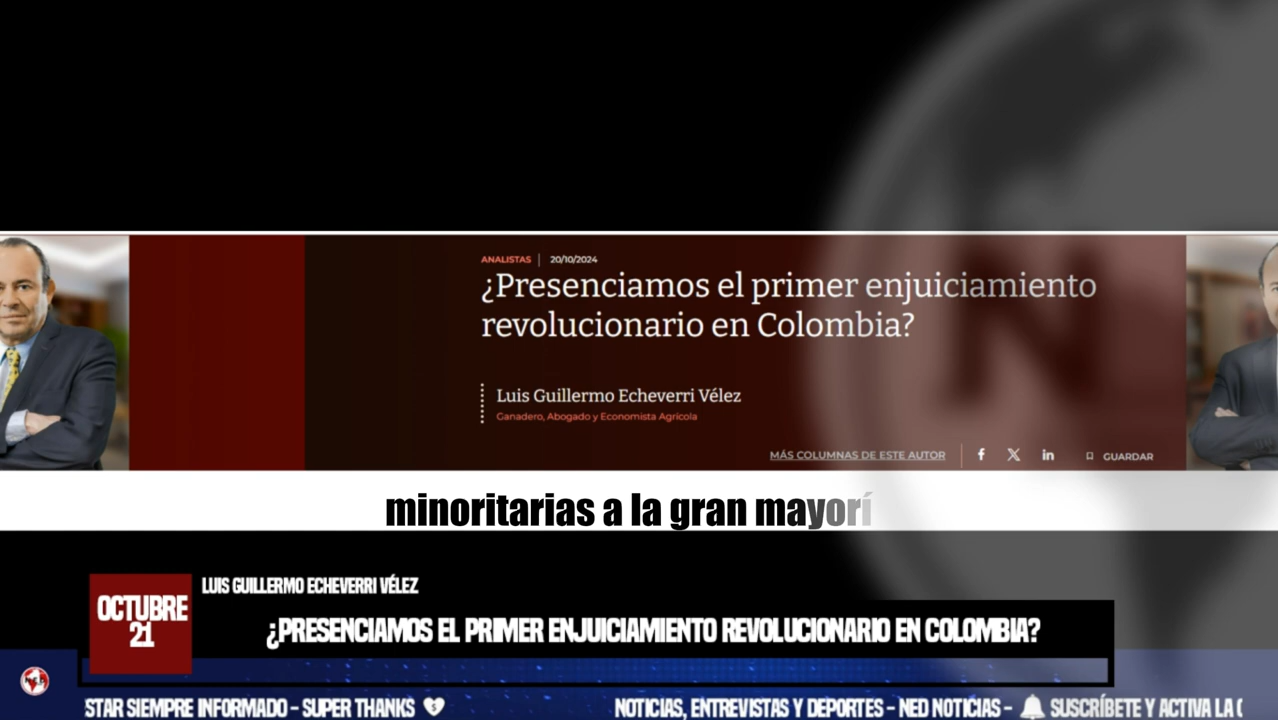 ANALISTAS | 20/10/2024
¿Presenciamos el primer enjuiciamiento
revolucionario en Colombia?
Luis Guillermo Echeverri Vélez
Ganadero, Abogado y Economista Agrícola
MÁS COLUMNAS DE ESTE AUTOR
GUARDAR
minoritarias a la gran mayorí
LUIS GUILLERMO ECHEVERRI VÉLEZ
OCTUBRE
21
¿PRESENCIAMOS EL PRIMER ENJUICIAMIENTO REVOLUCIONARIO EN COLOMBIA?
STAR SIEMPRE INFORMADO - SUPER THANKS
NOTICIAS, ENTREVISTAS Y DEPORTES - NED NOTICIAS - SUSCRÍBETE Y ACTIVA LA